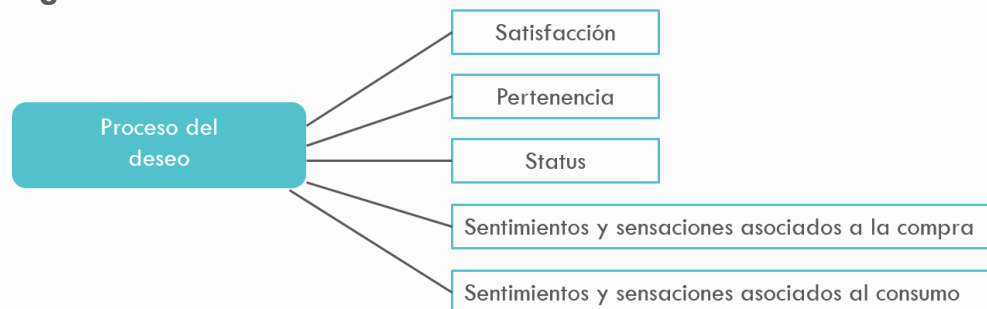 Proceso del
deseo
Satisfacción
Pertenencia
Status
Sentimientos y sensaciones asociados a la compra
Sentimientos y sensaciones asociados al consumo